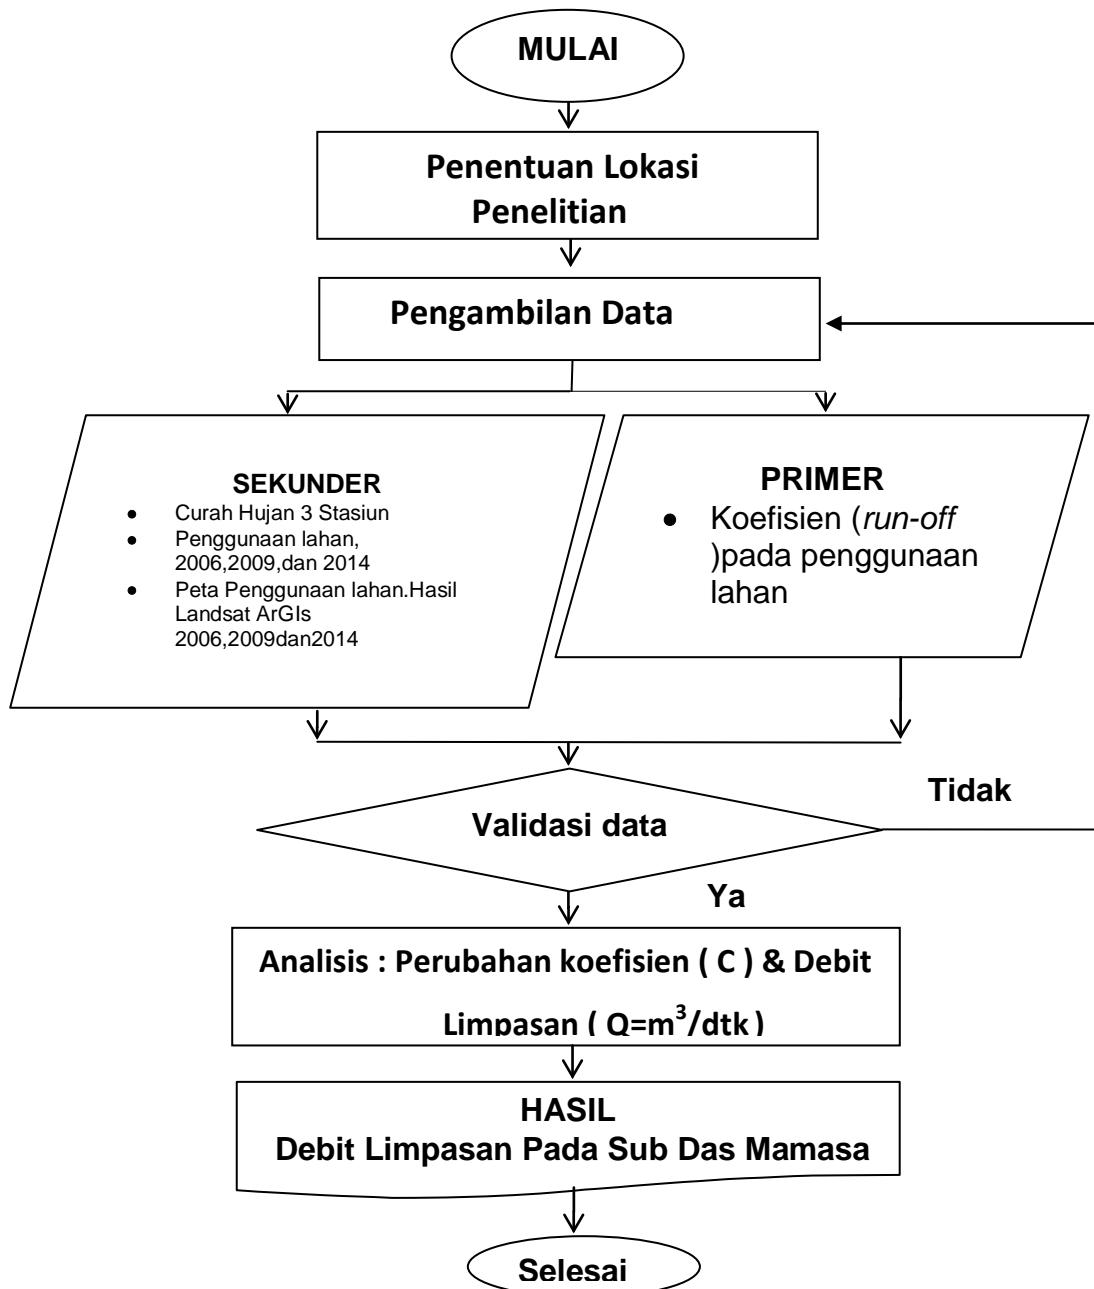 MULAI
Penentuan Lokasi
Penelitian
Pengambilan Data
SEKUNDER
• Curah Hujan 3 Stasiun
• Penggunaan lahan,
2006,2009,dan 2014
• Peta Penggunaan lahan.Hasil
Landsat ArGIs
2006,2009dan2014
PRIMER
• Koefisien (run-off
)pada penggunaan
lahan
Validasi data
Tidak
Ya
Analisis : Perubahan koefisien ( C ) & Debit
Limpasan ( Q=m³/dtk )
HASIL
Debit Limpasan Pada Sub Das Mamasa
Selesai